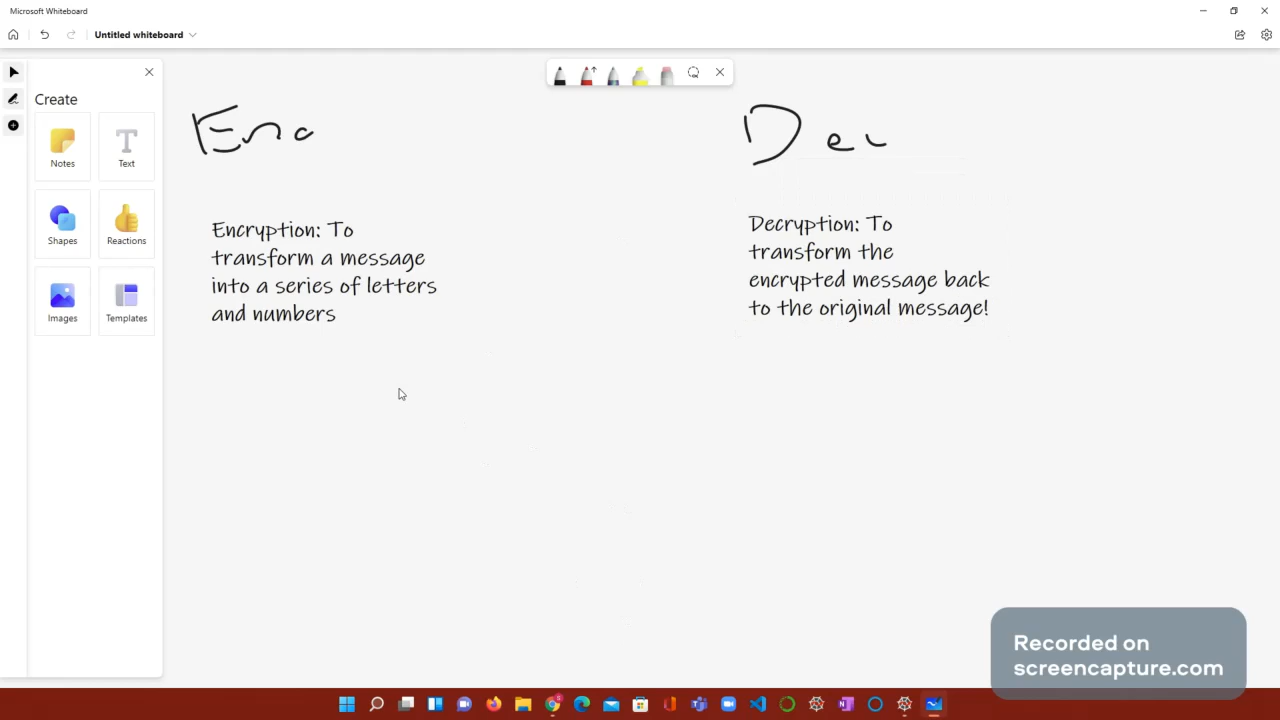 Microsoft Whiteboard
Untitled whiteboard
Create
Notes
Text
Shapes
Reactions
Images
Templates
Enc
Dec
Encryption: To
transform a message
into a series of letters
and numbers
Decryption: To
transform the
encrypted message back
to the original message!
Recorded on
screencapture.com